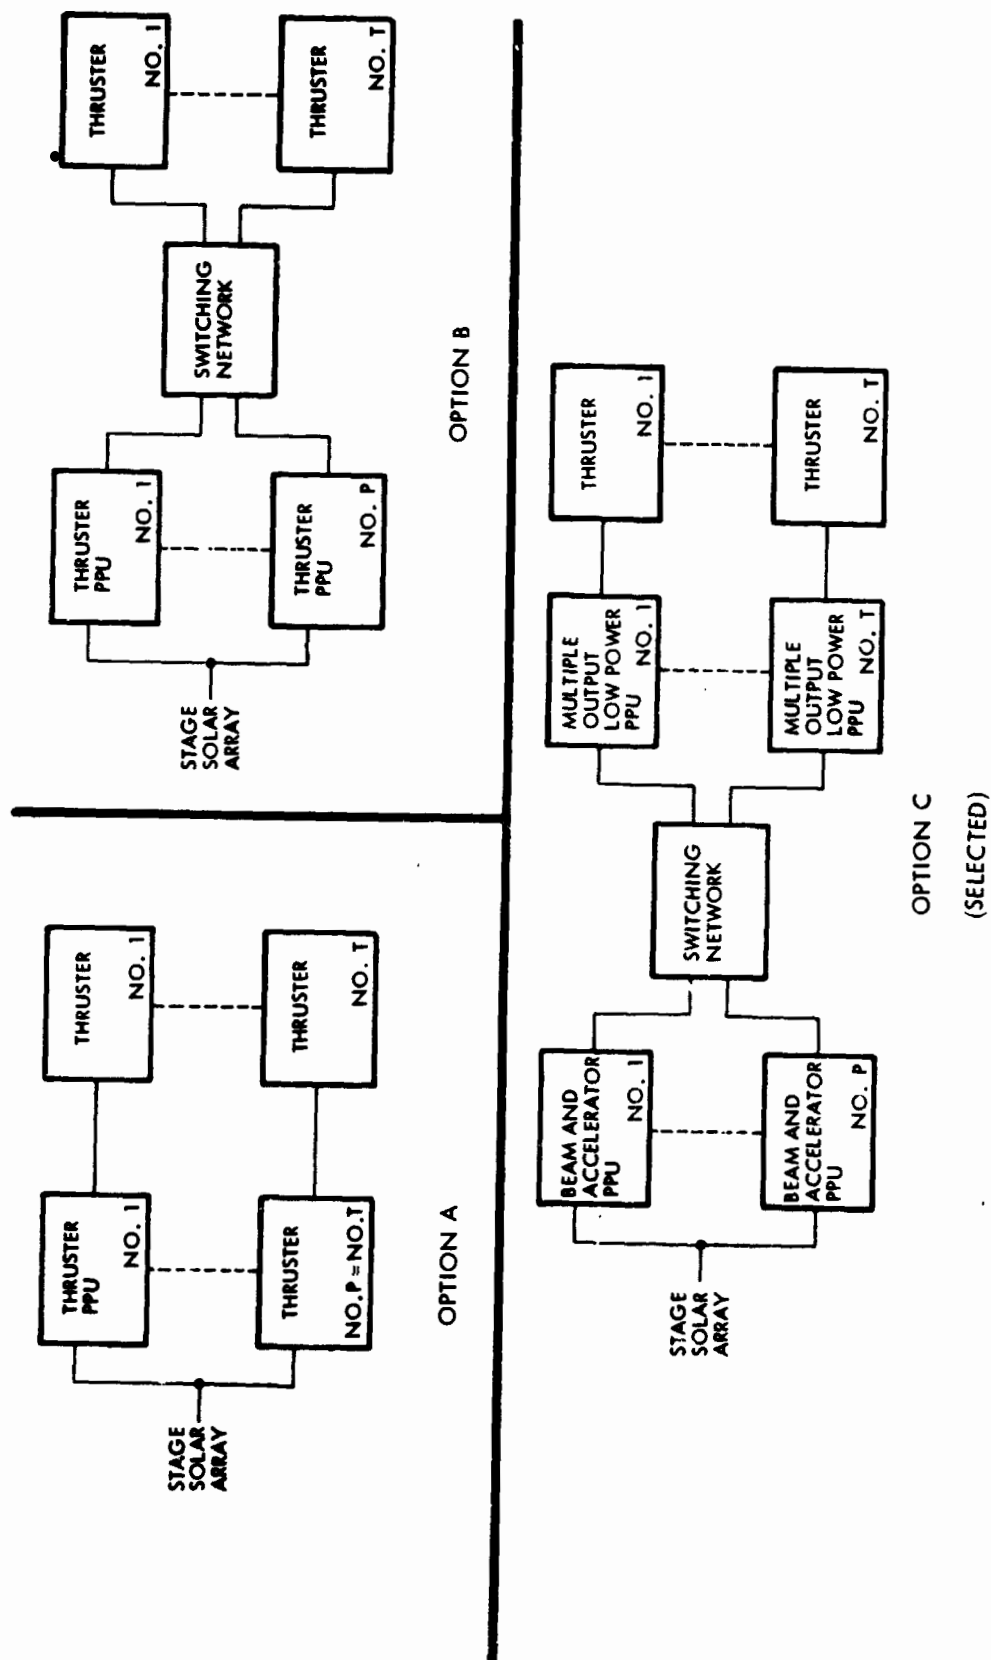 STAGE
SOLAR
ARRAY
THRUSTER
PPU
NO. 1
THRUSTER
NO. 1
THRUSTER
NO. P = NO. T
THRUSTER
NO. T
OPTION A
STAGE
SOLAR
ARRAY
THRUSTER
PPU
NO. 1
THRUSTER
PPU
NO. P
SWITCHING
NETWORK
THRUSTER
NO. 1
THRUSTER
NO. T
OPTION B
STAGE
SOLAR
ARRAY
BEAM AND
ACCELERATOR
PPU
NO. 1
BEAM AND
ACCELERATOR
PPU
NO. P
SWITCHING
NETWORK
MULTIPLE
OUTPUT
LOW POWER
PPU
NO. 1
MULTIPLE
OUTPUT
LOW POWER
PPU
NO. T
THRUSTER
NO. 1
THRUSTER
NO. T
OPTION C
(SELECTED)